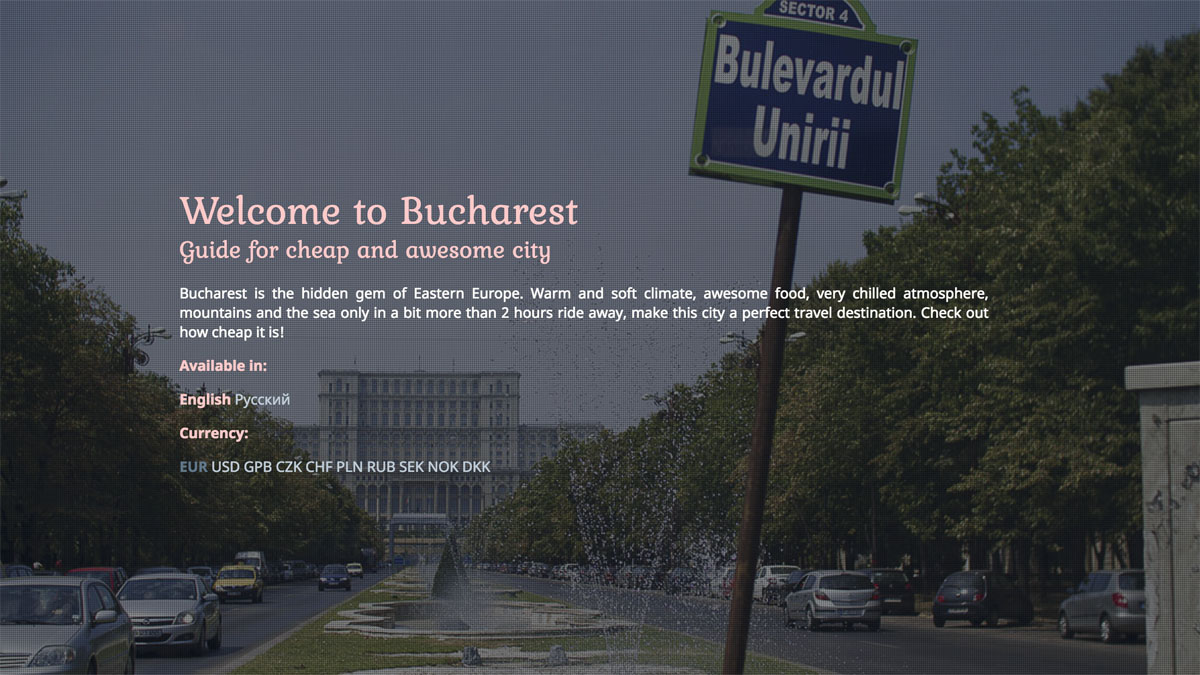 SECTOR 4
Bulevardul
Unirii
Welcome to Bucharest
Guide for cheap and awesome city
Bucharest is the hidden gem of Eastern Europe. Warm and soft climate, awesome food, very chilled atmosphere,
mountains and the sea only in a bit more than 2 hours ride away, make this city a perfect travel destination. Check out
how cheap it is!
Available in:
English Русский
Currency:
EUR USD GPB CZK CHF PLN RUB SEK NOK DKK